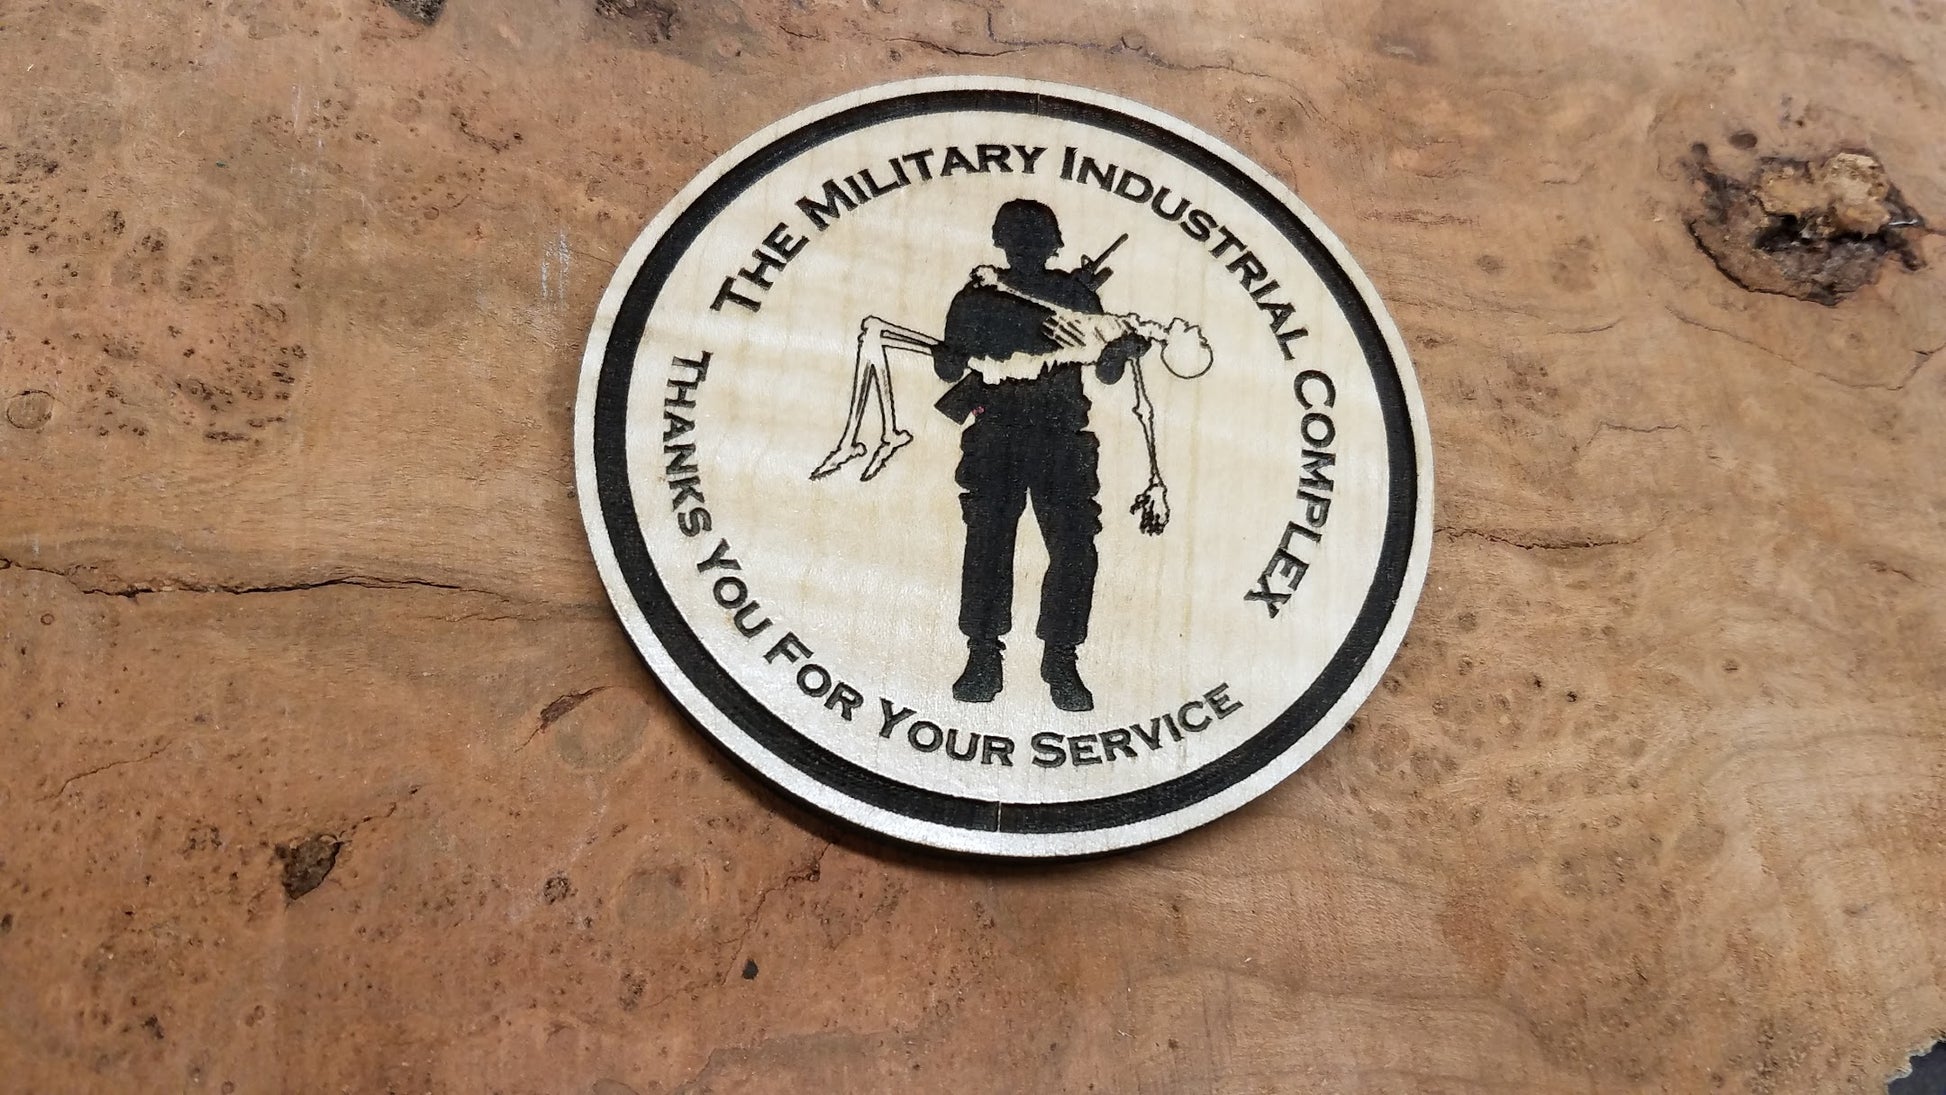 The Military Industrial Complex
Thanks You For Your Service